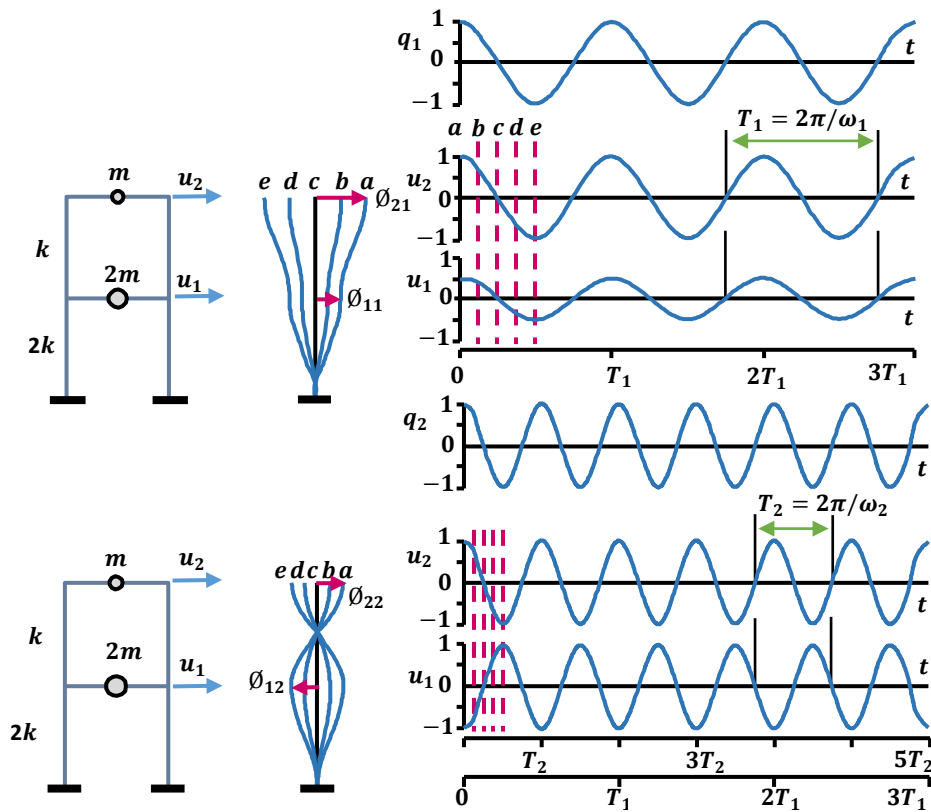 1
q₁ 0 t
−1
a b c d e T₁ = 2π/ω₁
1
u₂ 0 t
−1
1
u₁ 0 t
−1
0 T₁ 2T₁ 3T₁
m u₂
k
2m u₁
2k
e d c b a
Ø₂₁
Ø₁₁
1
q₂ 0 t
−1
T₂ = 2π/ω₂
1
u₂ 0 t
−1
1
u₁ 0 t
−1
T₂ 3T₂ 5T₂
0 T₁ 2T₁ 3T₁
m u₂
k
2m u₁
2k
e d c b a
Ø₂₂
Ø₁₂